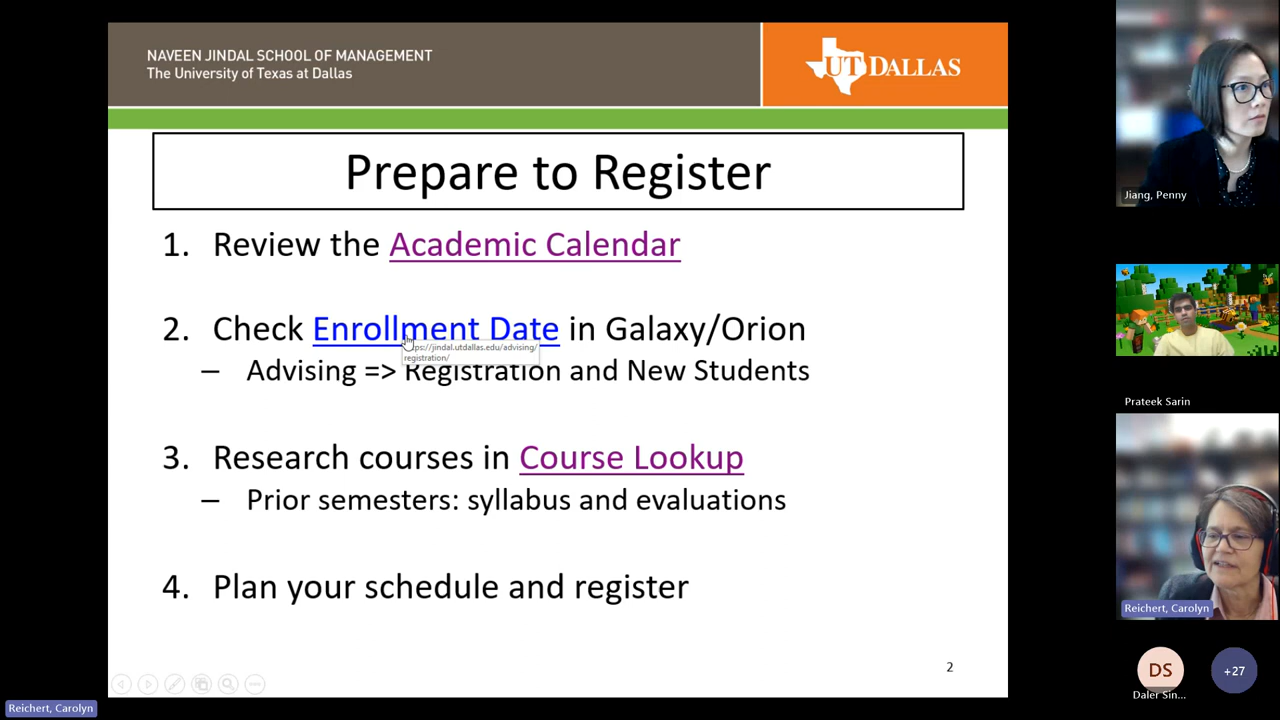 NAVEEN JINDAL SCHOOL OF MANAGEMENT
The University of Texas at Dallas
UT DALLAS
Prepare to Register
1. Review the Academic Calendar
2. Check Enrollment Date in Galaxy/Orion
https://jindal.utdallas.edu/advising/
registration/
– Advising => Registration and New Students
3. Research courses in Course Lookup
– Prior semesters: syllabus and evaluations
4. Plan your schedule and register
2
Reichert, Carolyn
Jiang, Penny
Prateek Sarin
Reichert, Carolyn
DS
Daler Sin...
+27